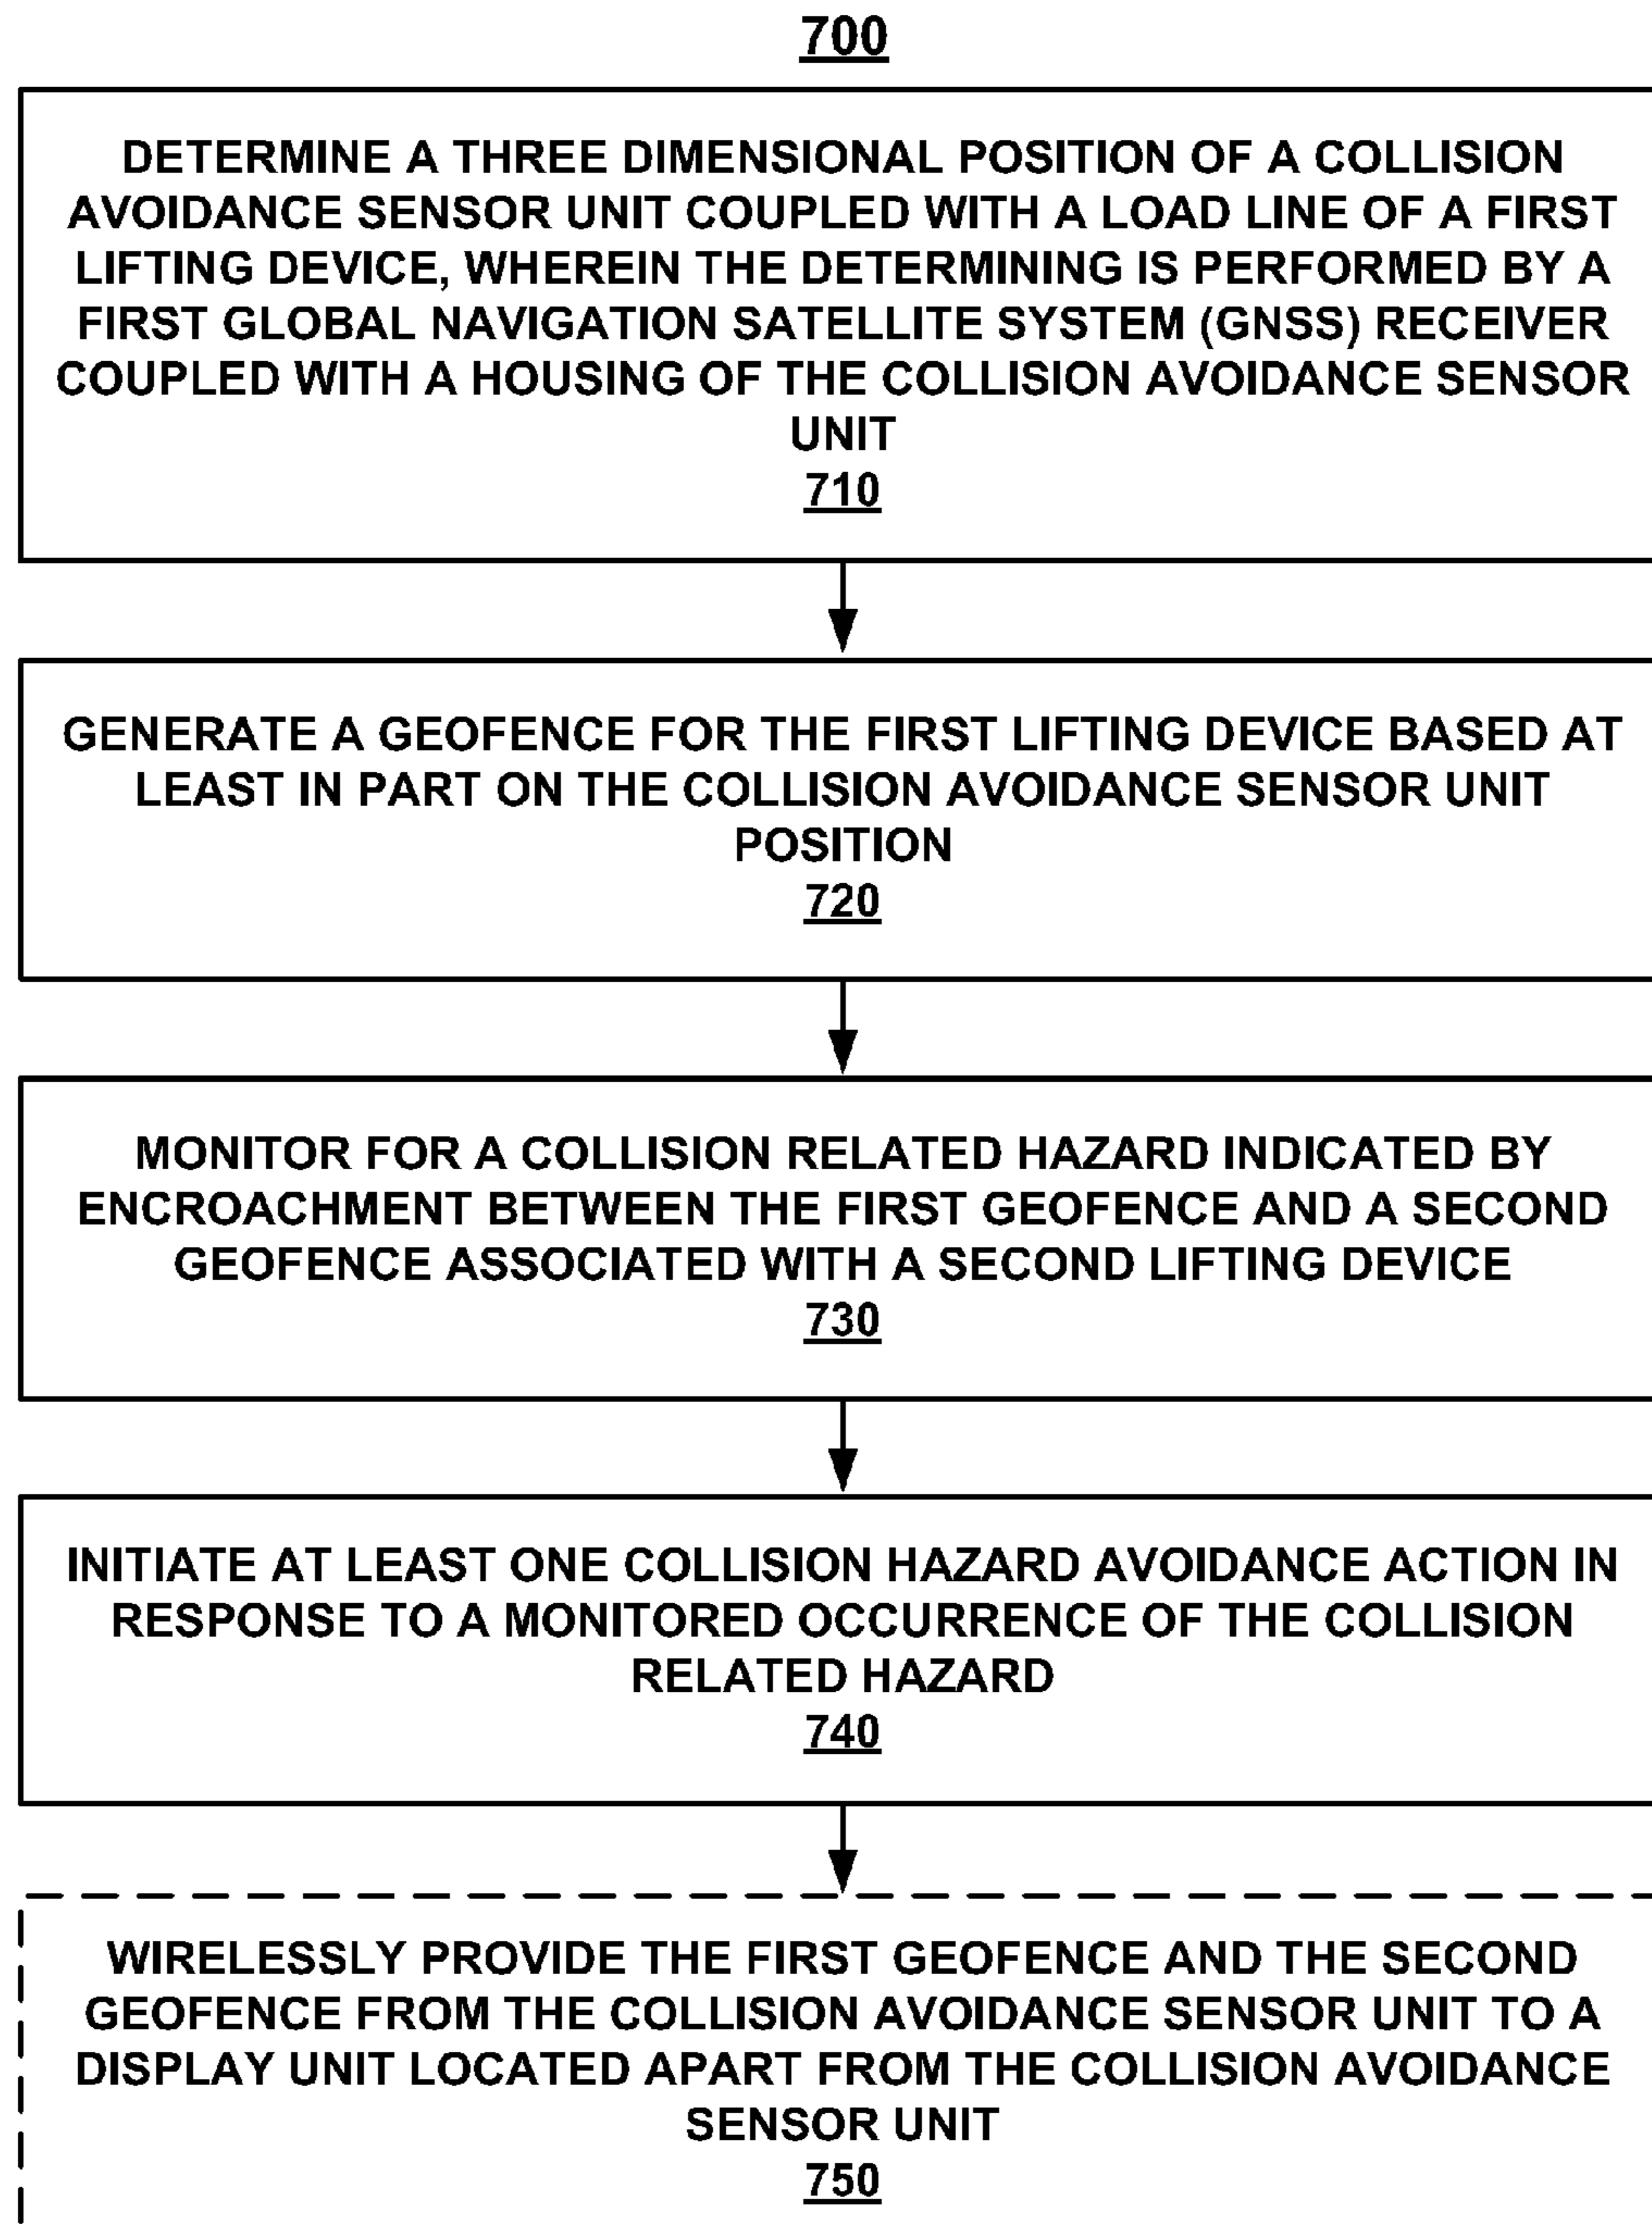 700
DETERMINE A THREE DIMENSIONAL POSITION OF A COLLISION
AVOIDANCE SENSOR UNIT COUPLED WITH A LOAD LINE OF A FIRST
LIFTING DEVICE, WHEREIN THE DETERMINING IS PERFORMED BY A
FIRST GLOBAL NAVIGATION SATELLITE SYSTEM (GNSS) RECEIVER
COUPLED WITH A HOUSING OF THE COLLISION AVOIDANCE SENSOR
UNIT
710
GENERATE A GEOFENCE FOR THE FIRST LIFTING DEVICE BASED AT
LEAST IN PART ON THE COLLISION AVOIDANCE SENSOR UNIT
POSITION
720
MONITOR FOR A COLLISION RELATED HAZARD INDICATED BY
ENCROACHMENT BETWEEN THE FIRST GEOFENCE AND A SECOND
GEOFENCE ASSOCIATED WITH A SECOND LIFTING DEVICE
730
INITIATE AT LEAST ONE COLLISION HAZARD AVOIDANCE ACTION IN
RESPONSE TO A MONITORED OCCURRENCE OF THE COLLISION
RELATED HAZARD
740
WIRELESSLY PROVIDE THE FIRST GEOFENCE AND THE SECOND
GEOFENCE FROM THE COLLISION AVOIDANCE SENSOR UNIT TO A
DISPLAY UNIT LOCATED APART FROM THE COLLISION AVOIDANCE
SENSOR UNIT
750